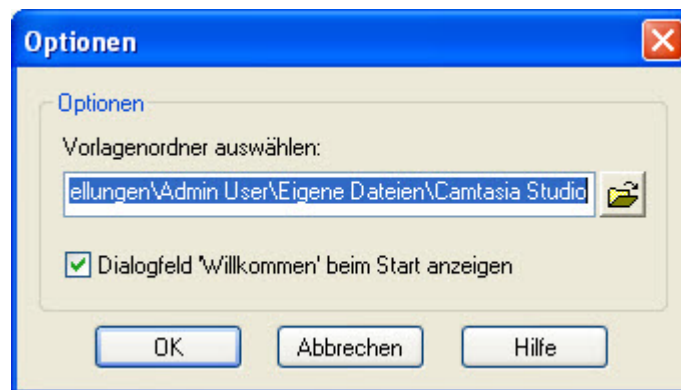 Optionen
Optionen
Vorlagenordner auswählen:
ellungen\Admin User\Eigene Dateien\Camtasia Studio
Dialogfeld 'Willkommen' beim Start anzeigen
OK Abbrechen Hilfe